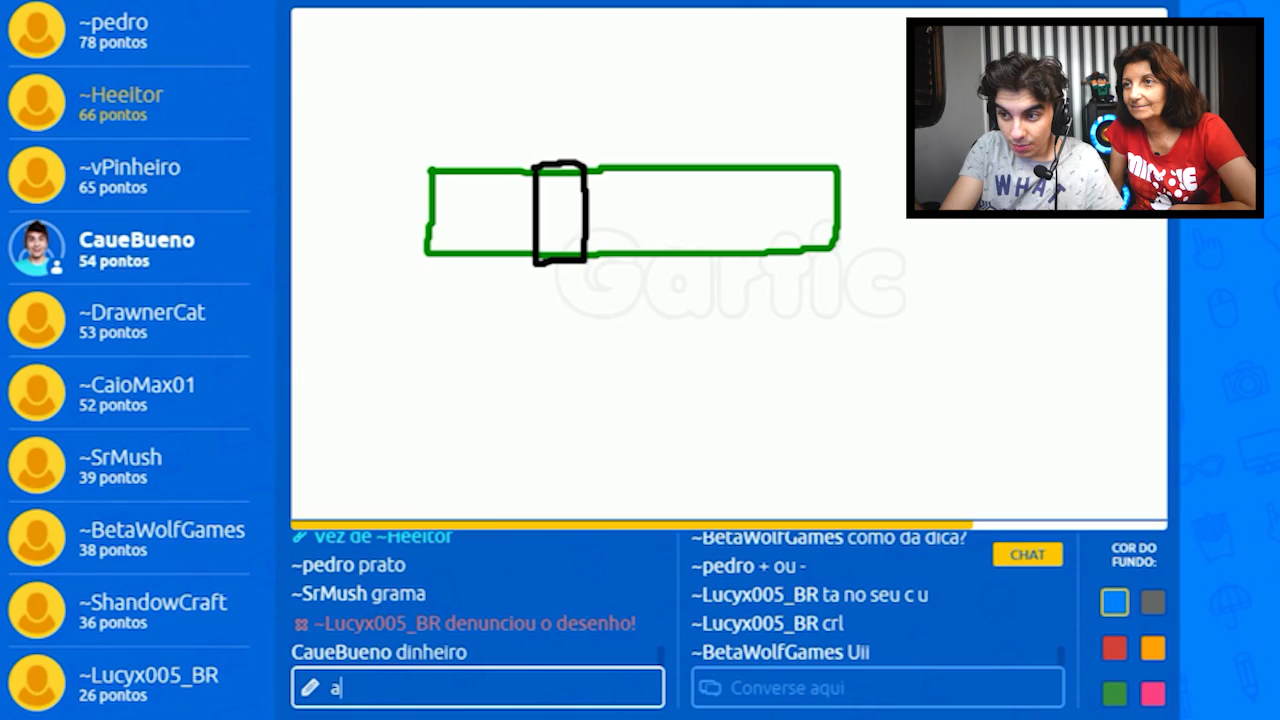 ~pedro
78 pontos
~Heeltor
66 pontos
~vPinheiro
65 pontos
CaueBueno
54 pontos
~DrawnerCat
53 pontos
~CaioMax01
52 pontos
~SrMush
39 pontos
~BetaWolfGames
38 pontos
~ShandowCraft
36 pontos
~Lucyx005_BR
26 pontos
Gartic
WHAT
Vez de ~Heeltor
~pedro prato
~SrMush grama
~Lucyx005_BR denunciou o desenho!
CaueBueno dinheiro
a
~BetaWolfGames como da dica?
~pedro + ou -
~Lucyx005_BR ta no seu c u
~Lucyx005_BR crl
~BetaWolfGames Uii
Converse aqui
CHAT
COR DO
FUNDO: